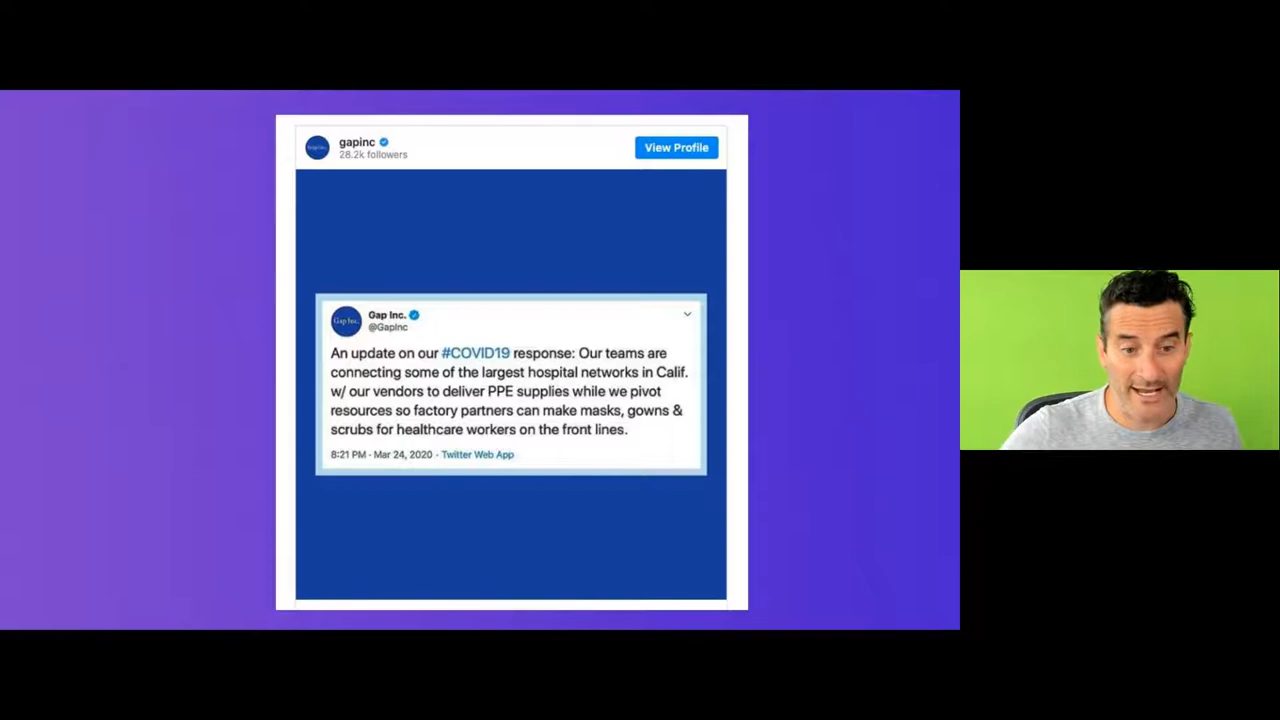 gapinc
28.2k followers
View Profile
Gap Inc.
Gap Inc.
@GapInc
An update on our #COVID19 response: Our teams are
connecting some of the largest hospital networks in Calif.
w/ our vendors to deliver PPE supplies while we pivot
resources so factory partners can make masks, gowns &
scrubs for healthcare workers on the front lines.
8:21 PM · Mar 24, 2020 · Twitter Web App